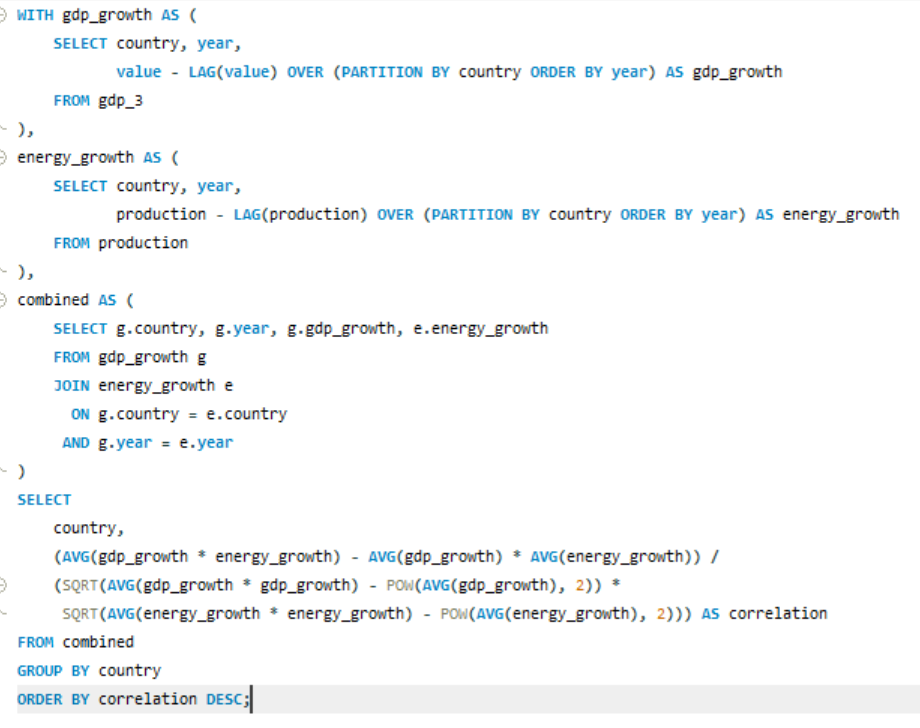 WITH gdp_growth AS (
    SELECT country, year,
           value - LAG(value) OVER (PARTITION BY country ORDER BY year) AS gdp_growth
    FROM gdp_3
),
energy_growth AS (
    SELECT country, year,
           production - LAG(production) OVER (PARTITION BY country ORDER BY year) AS energy_growth
    FROM production
),
combined AS (
    SELECT g.country, g.year, g.gdp_growth, e.energy_growth
    FROM gdp_growth g
    JOIN energy_growth e
      ON g.country = e.country
     AND g.year = e.year
)
SELECT
    country,
    (AVG(gdp_growth * energy_growth) - AVG(gdp_growth) * AVG(energy_growth)) /
    (SQRT(AVG(gdp_growth * gdp_growth) - POW(AVG(gdp_growth), 2)) *
     SQRT(AVG(energy_growth * energy_growth) - POW(AVG(energy_growth), 2))) AS correlation
FROM combined
GROUP BY country
ORDER BY correlation DESC;